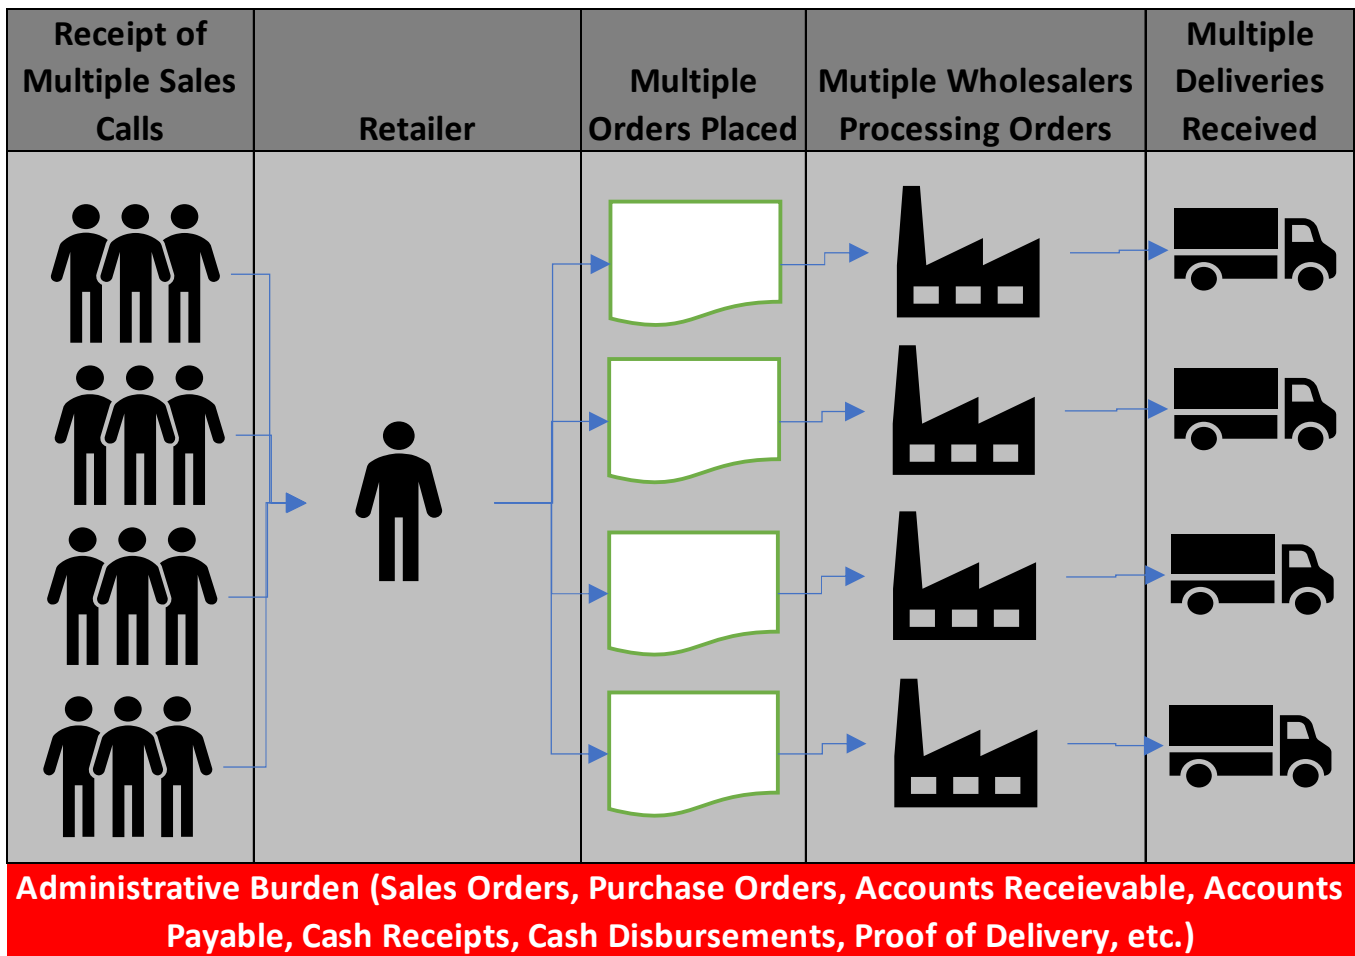 Receipt of
Multiple Sales
Calls
Retailer
Multiple
Orders Placed
Mutiple Wholesalers
Processing Orders
Multiple
Deliveries
Received
Administrative Burden (Sales Orders, Purchase Orders, Accounts Receievable, Accounts
Payable, Cash Receipts, Cash Disbursements, Proof of Delivery, etc.)